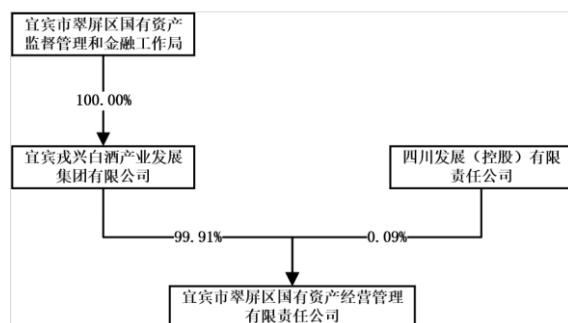 宜宾市翠屏区国有资产
监督管理和金融工作局
100.00%
宜宾戎兴白酒产业发展
集团有限公司
四川发展（控股）有限
责任公司
99.91%
0.09%
宜宾市翠屏区国有资产经营管理
有限责任公司